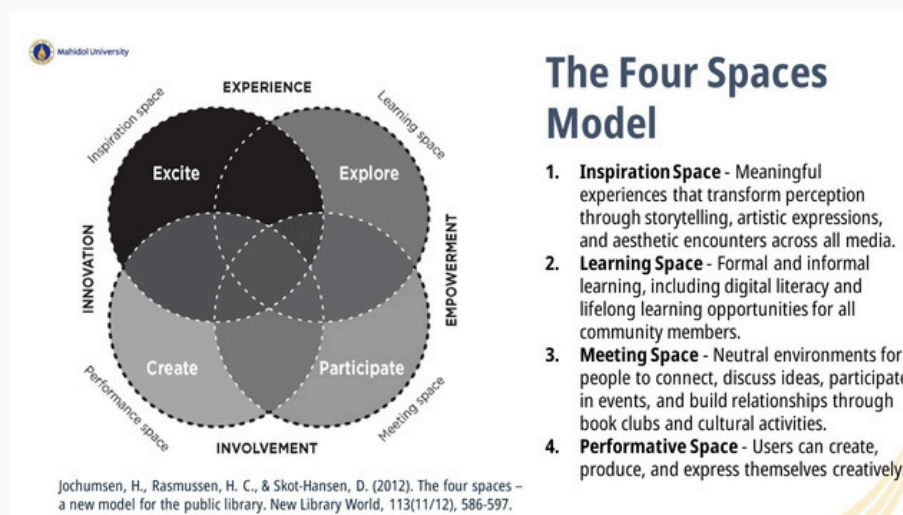 Mahidol University
EXPERIENCE
Inspiration space
Learning space
Excite
Explore
INNOVATION
EMPOWERMENT
Create
Participate
Performance space
Meeting space
INVOLVEMENT
Jochumsen, H., Rasmussen, H. C., & Skot-Hansen, D. (2012). The four spaces –
a new model for the public library. New Library World, 113(11/12), 586-597.
The Four Spaces
Model
1. Inspiration Space - Meaningful
experiences that transform perception
through storytelling, artistic expressions,
and aesthetic encounters across all media.
2. Learning Space - Formal and informal
learning, including digital literacy and
lifelong learning opportunities for all
community members.
3. Meeting Space - Neutral environments for
people to connect, discuss ideas, participate
in events, and build relationships through
book clubs and cultural activities.
4. Performative Space - Users can create,
produce, and express themselves creatively